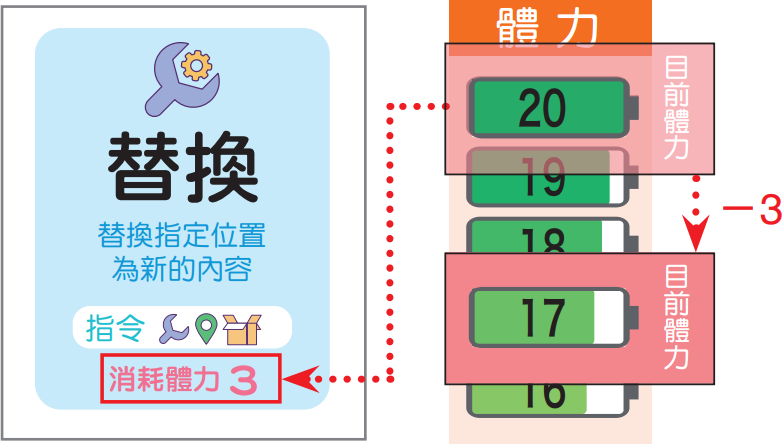 替換
替換指定位置
為新的內容
指令
消耗體力 3
體力
20
目前體力
19
18
－3
17
目前體力
16